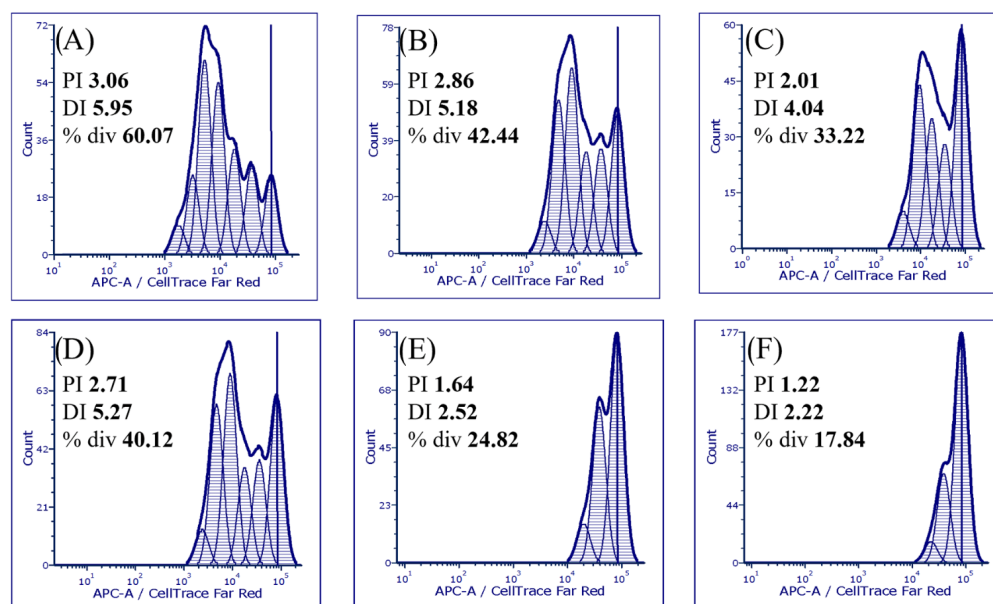 (A)
PI 3.06
DI 5.95
% div 60.07
72
54
36
18
0
Count
10¹ 10² 10³ 10⁴ 10⁵
APC-A / CellTrace Far Red
(B)
PI 2.86
DI 5.18
% div 42.44
78
59
39
20
0
Count
10¹ 10² 10³ 10⁴ 10⁵
APC-A / CellTrace Far Red
(C)
PI 2.01
DI 4.04
% div 33.22
60
45
30
15
0
Count
10⁰ 10¹ 10² 10³ 10⁴ 10⁵
APC-A / CellTrace Far Red
(D)
PI 2.71
DI 5.27
% div 40.12
84
63
42
21
0
Count
10¹ 10² 10³ 10⁴ 10⁵
APC-A / CellTrace Far Red
(E)
PI 1.64
DI 2.52
% div 24.82
90
68
45
23
0
Count
10¹ 10² 10³ 10⁴ 10⁵
APC-A / CellTrace Far Red
(F)
PI 1.22
DI 2.22
% div 17.84
177
132
88
44
0
Count
10¹ 10² 10³ 10⁴ 10⁵
APC-A / CellTrace Far Red